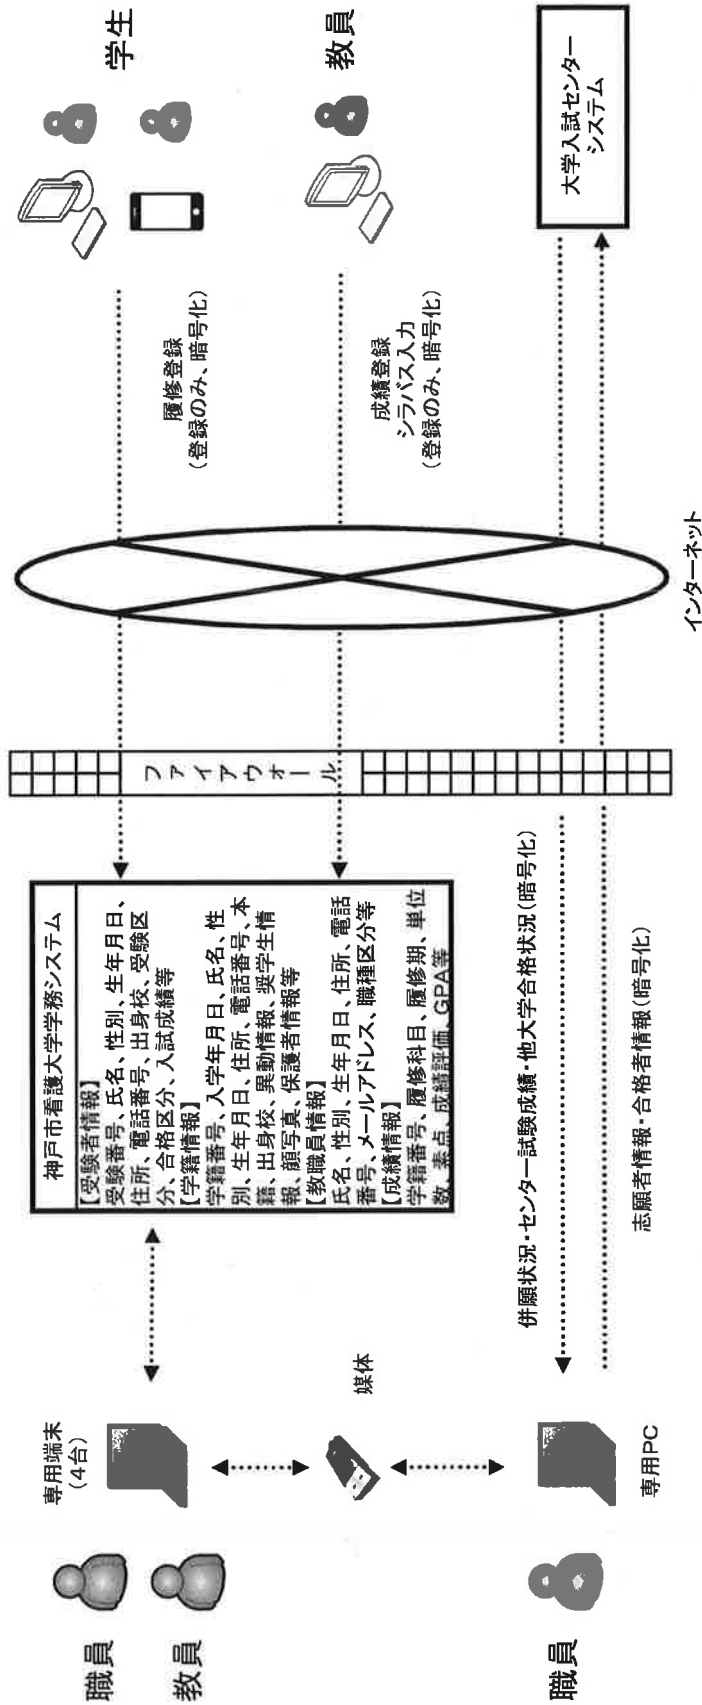 職員
教員
専用端末
(4台)
媒体
職員
専用PC
神戸市看護大学学務システム
【受験者情報】
受験番号、氏名、性別、生年月日、
住所、電話番号、出身校、受験区
分、合格区分、入試成績等
【学籍情報】
学籍番号、入学年月日、氏名、性
別、生年月日、住所、電話番号、本
籍、出身校、異動情報、奨学生情
報、顔写真、保護者情報等
【教職員情報】
氏名、性別、生年月日、住所、電話
番号、メールアドレス、職種区分等
【成績情報】
学籍番号、履修科目、履修期、単位
数、素点、成績評価、GPA等
併願状況・センター試験成績・他大学合格状況(暗号化)
志願者情報・合格者情報(暗号化)
ファイアウォール
インターネット
履修登録
(登録のみ、暗号化)
成績登録
シラバス入力
(登録のみ、暗号化)
学生
教員
大学入試センター
システム